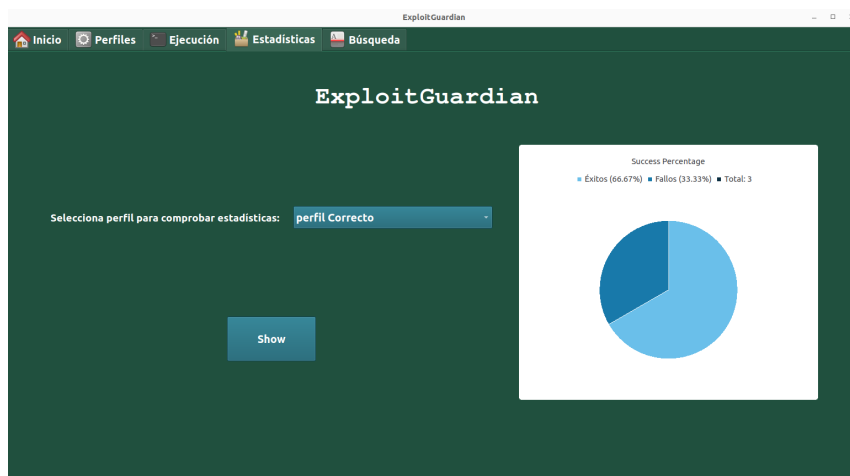 ExploitGuardian
Inicio Perfiles Ejecución Estadísticas Búsqueda
ExploitGuardian
Success Percentage
Éxitos (66.67%) Fallos (33.33%) Total: 3
Selecciona perfil para comprobar estadisticas: perfil Correcto
Show